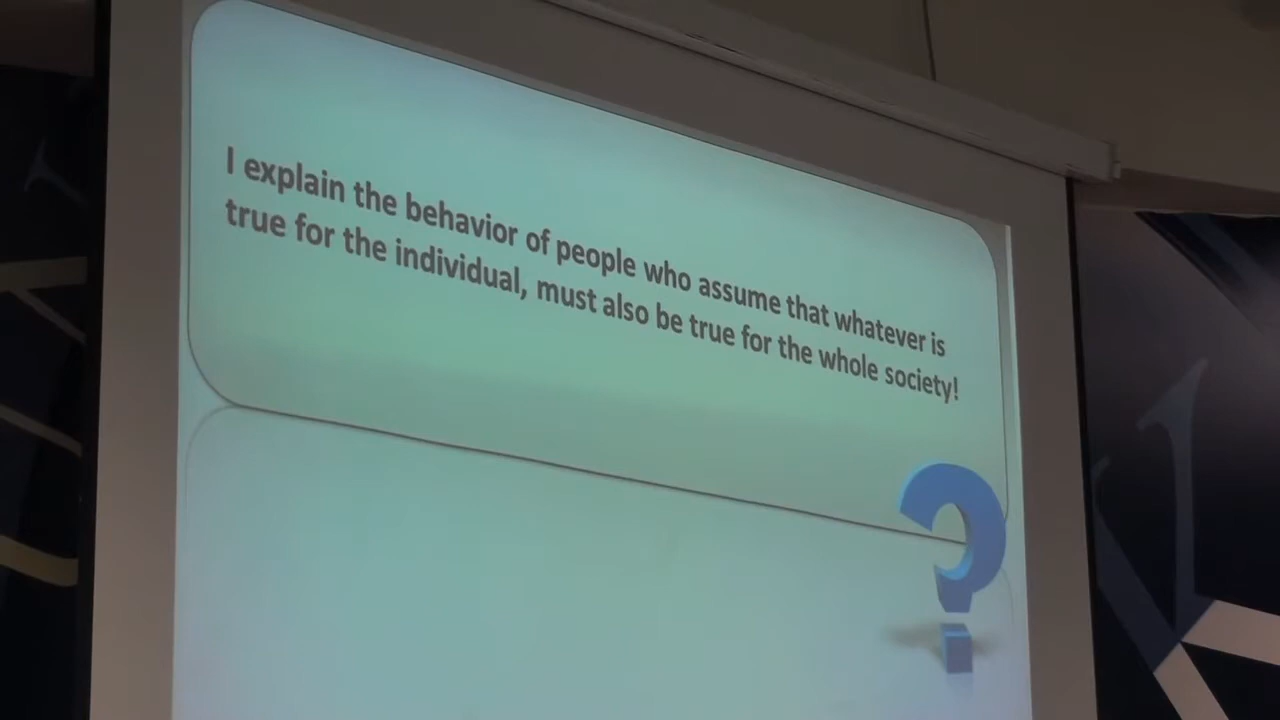 I explain the behavior of people who assume that whatever is
true for the individual, must also be true for the whole society!
?